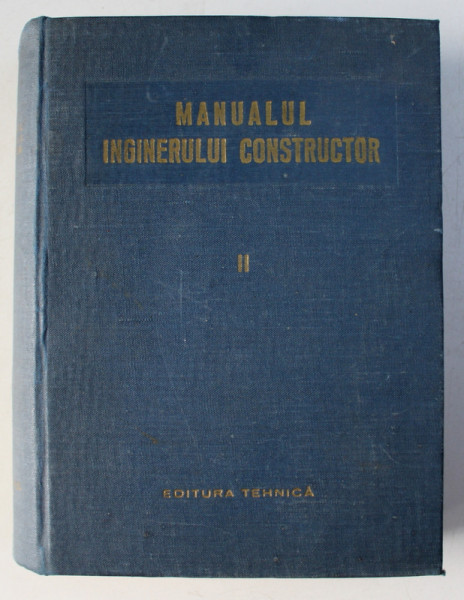 MANUALUL
INGINERULUI CONSTRUCTOR
II
EDITURA TEHNICĂ